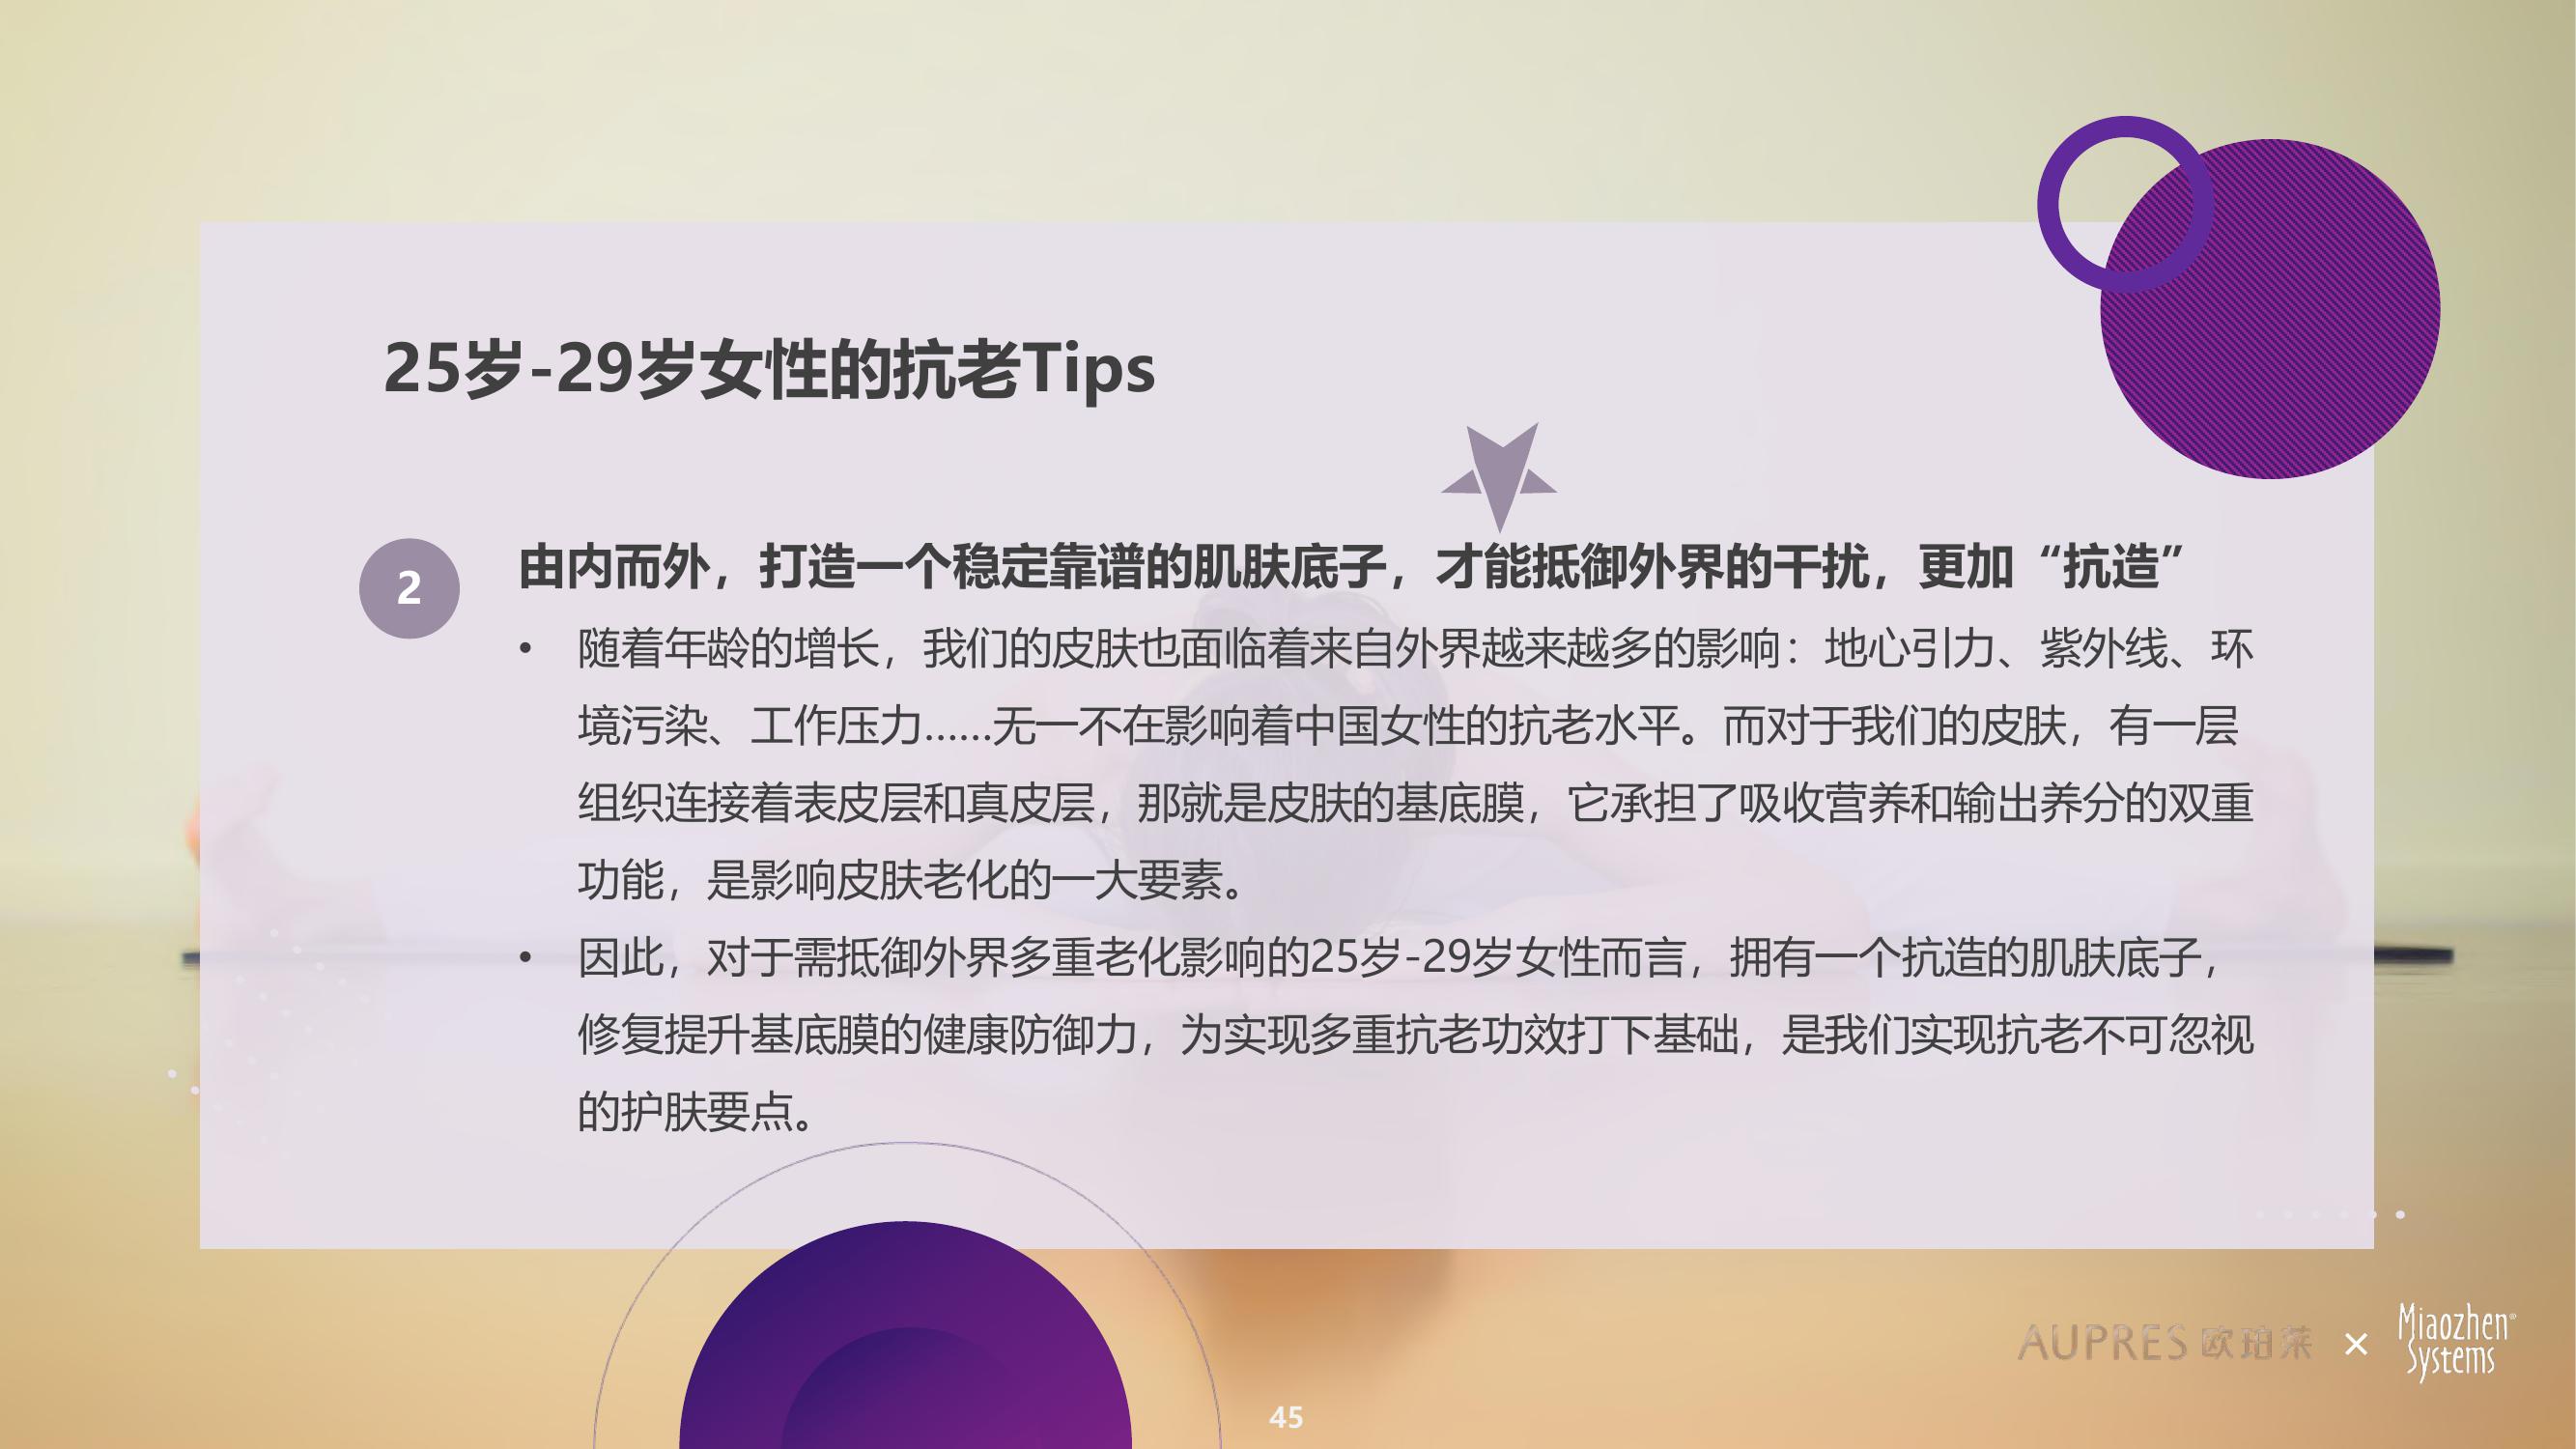 25岁-29岁女性的抗老Tips
2
由内而外，打造一个稳定靠谱的肌肤底子，才能抵御外界的干扰，更加“抗造”
• 随着年龄的增长，我们的皮肤也面临着来自外界越来越多的影响：地心引力、紫外线、环
境污染、工作压力......无一不在影响着中国女性的抗老水平。而对于我们的皮肤，有一层
组织连接着表皮层和真皮层，那就是皮肤的基底膜，它承担了吸收营养和输出养分的双重
功能，是影响皮肤老化的一大要素。
• 因此，对于需抵御外界多重老化影响的25岁-29岁女性而言，拥有一个抗造的肌肤底子，
修复提升基底膜的健康防御力，为实现多重抗老功效打下基础，是我们实现抗老不可忽视
的护肤要点。
AUPRES 欧珀莱 × Miaozhen® Systems
45